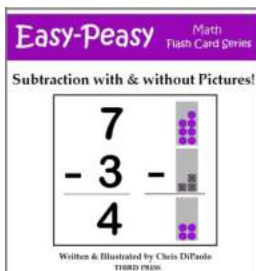 Easy-Peasy
Math
Flash Card Series
Subtraction with & without Pictures!
7
- 3 -
4
Written & Illustrated by Chris DiPaolo
THIRD PRESS